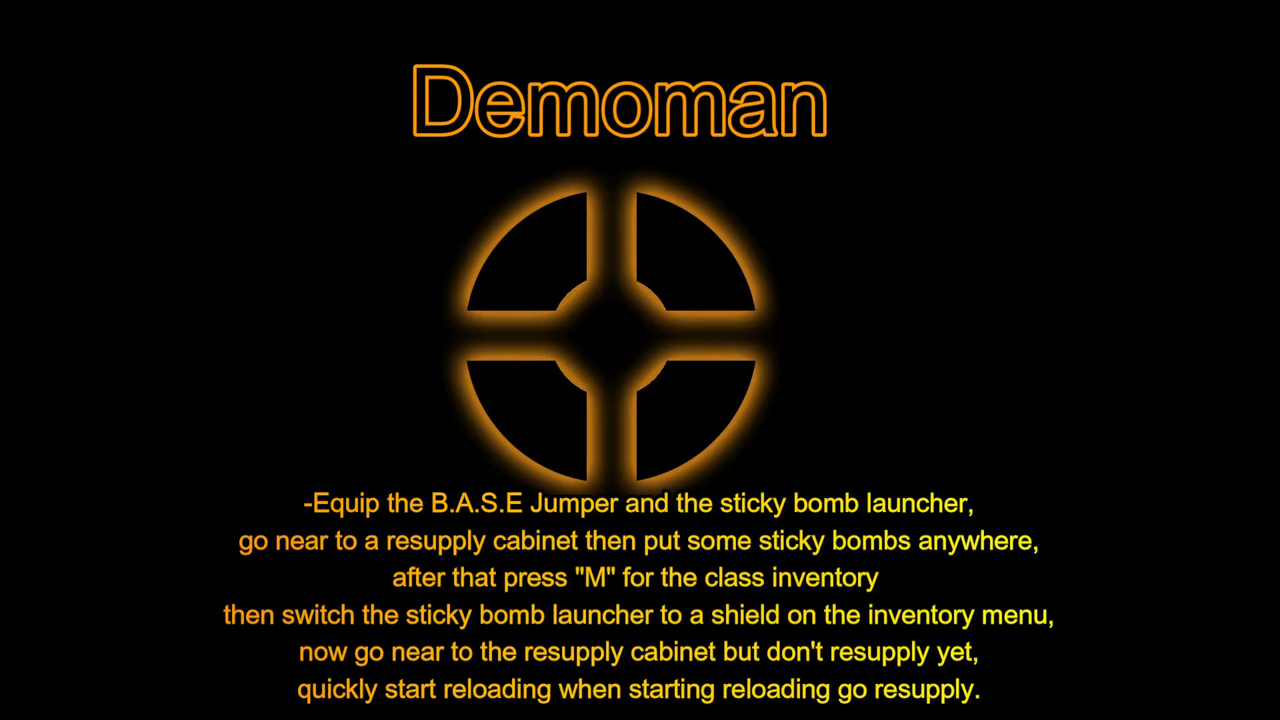 Demoman
-Equip the B.A.S.E Jumper and the sticky bomb launcher,
go near to a resupply cabinet then put some sticky bombs anywhere,
after that press "M" for the class inventory
then switch the sticky bomb launcher to a shield on the inventory menu,
now go near to the resupply cabinet but don't resupply yet,
quickly start reloading when starting reloading go resupply.